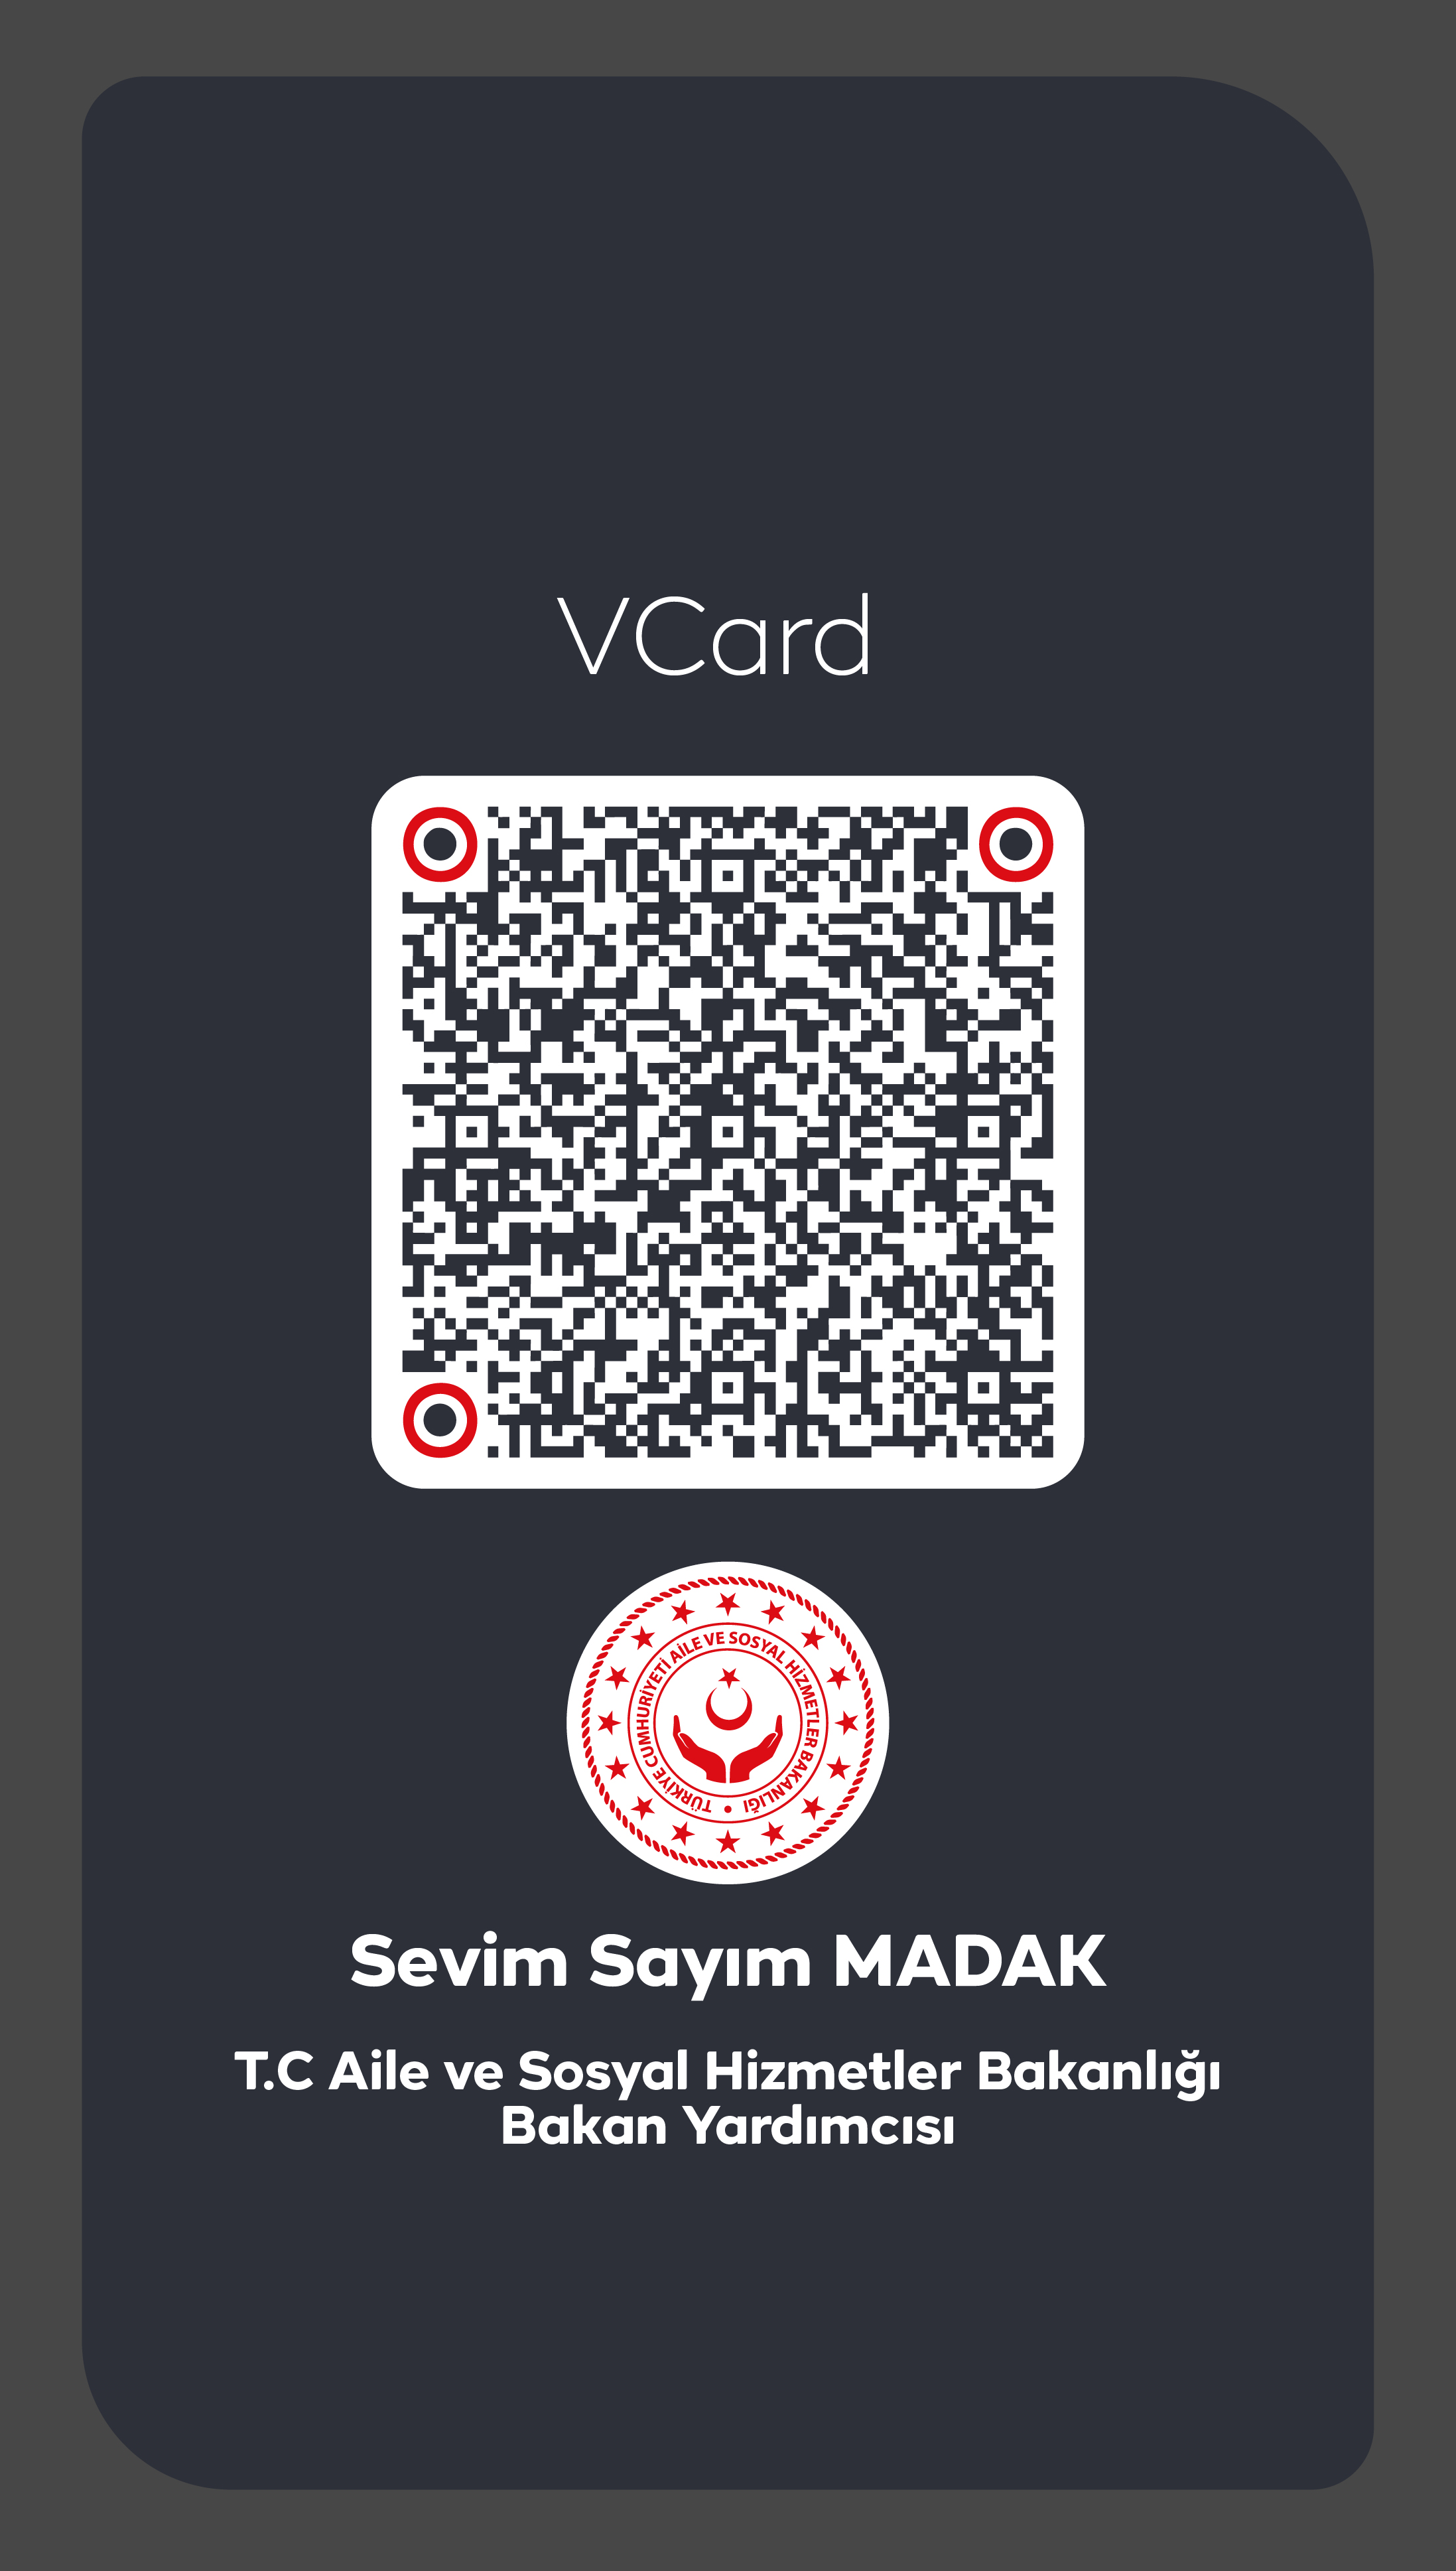 VCard
TÜRKİYE CUMHURİYETİ AİLE VE SOSYAL HİZMETLER BAKANLIĞI
Sevim Sayım MADAK
T.C Aile ve Sosyal Hizmetler Bakanlığı
Bakan Yardımcısı